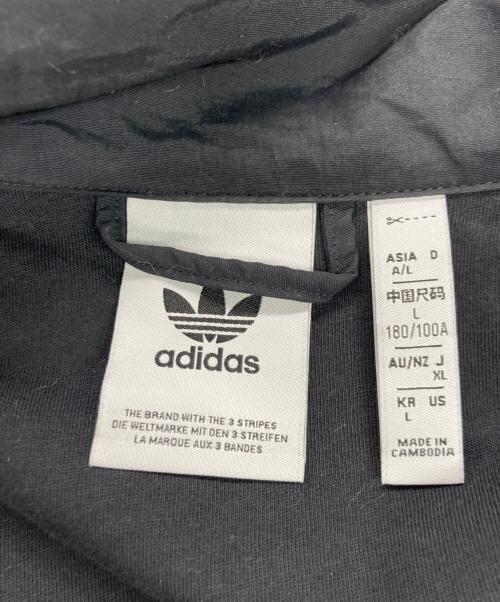 adidas
THE BRAND WITH THE 3 STRIPES
DIE WELTMARKE MIT DEN 3 STREIFEN
LA MARQUE AUX 3 BANDES
ASIA D
A/L
中国尺码
L
180/100A
AU/NZ J
XL
KR US
L
MADE IN
CAMBODIA